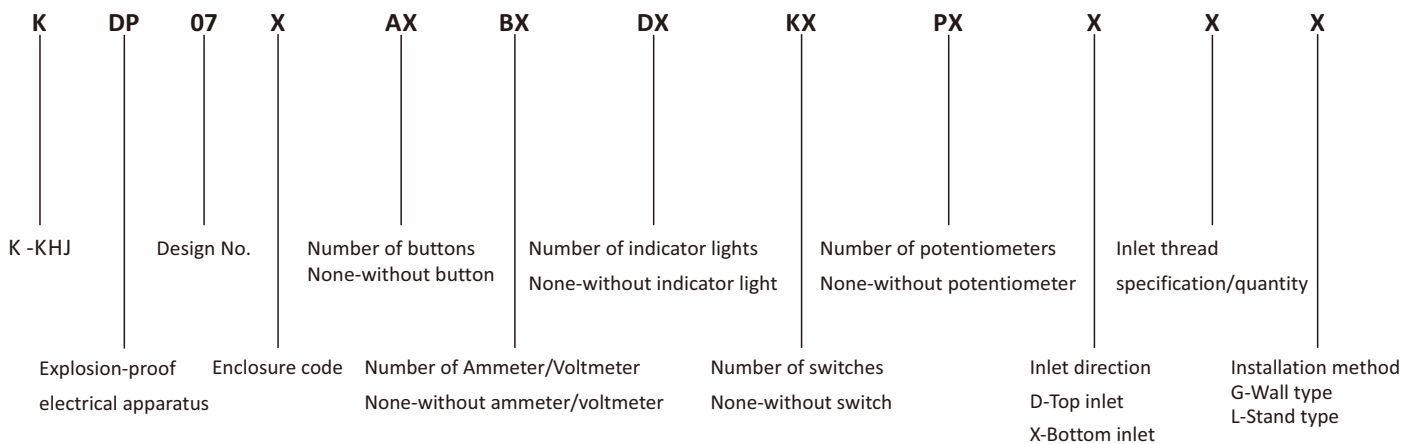 K DP 07 X AX BX DX KX PX X X X
K -KHJ
Design No.
Number of buttons
None-without button
Number of indicator lights
None-without indicator light
Number of potentiometers
None-without potentiometer
Inlet thread
specification/quantity
Explosion-proof
electrical apparatus
Enclosure code
Number of Ammeter/Voltmeter
None-without ammeter/voltmeter
Number of switches
None-without switch
Inlet direction
D-Top inlet
X-Bottom inlet
Installation method
G-Wall type
L-Stand type